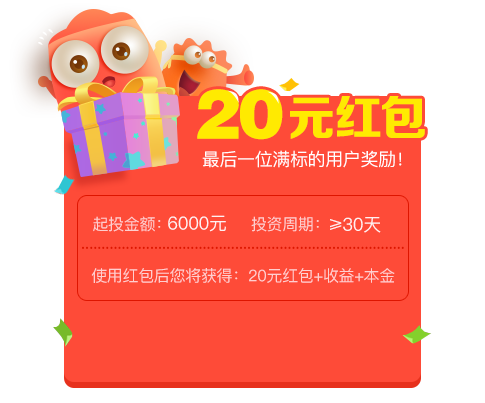 20元红包
最后一位满标的用户奖励!
起投金额: 6000元 投资周期: ≥30天
使用红包后您将获得: 20元红包+收益+本金